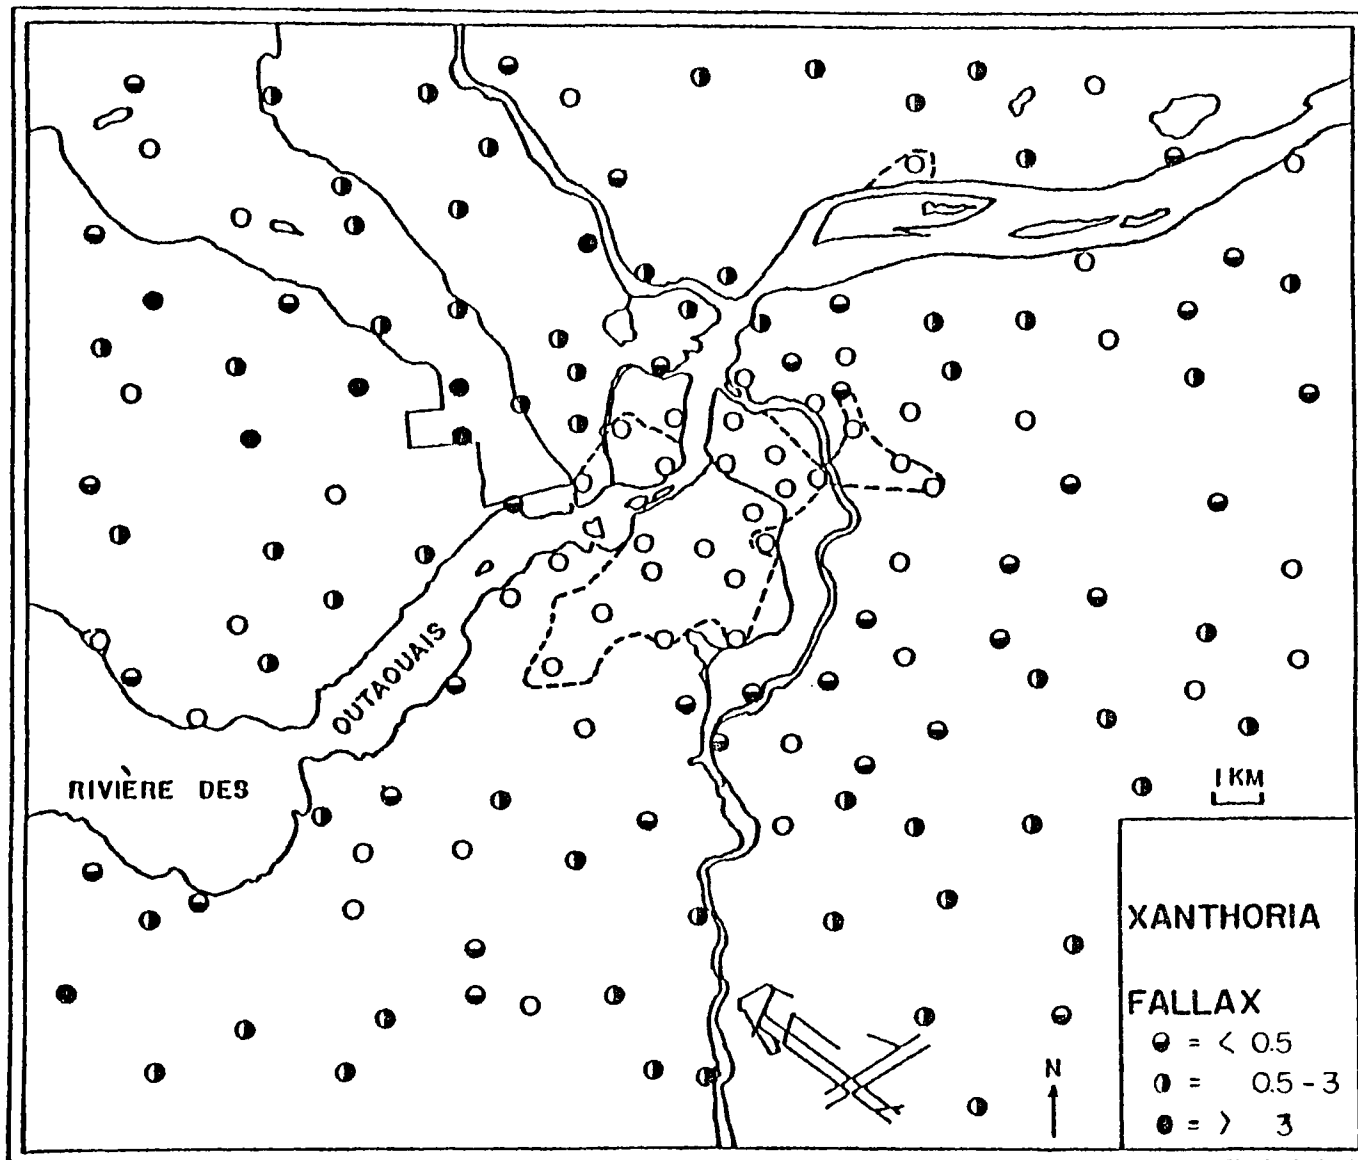 OUTAOUAIS
RIVIÈRE DES
1 KM
XANTHORIA
FALLAX
= < 0.5
= 0.5 - 3
= > 3
N